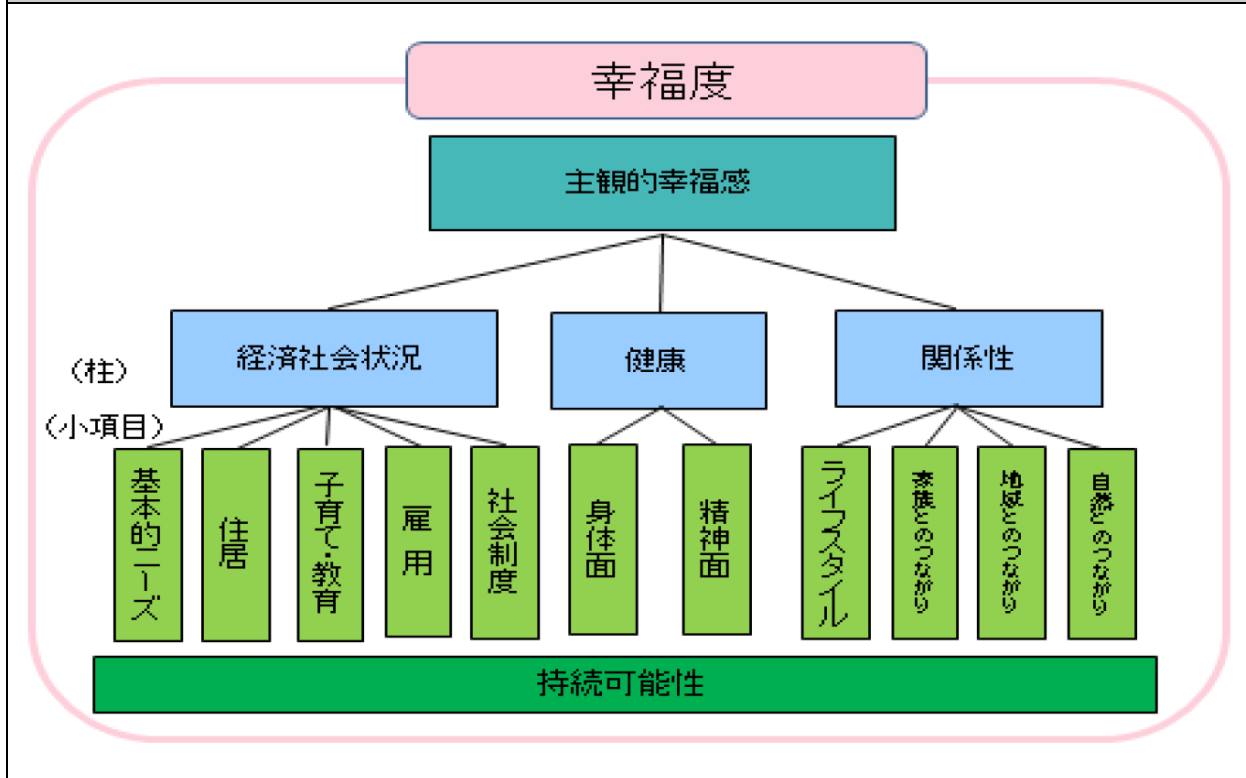 幸福度
主観的幸福感
経済社会状況
健康
関係性
（柱）
（小項目）
基本的ニーズ
住居
子育て・教育
雇用
社会制度
身体面
精神面
ライフスタイル
家族とのつながり
地域とのつながり
自然とのつながり
持続可能性